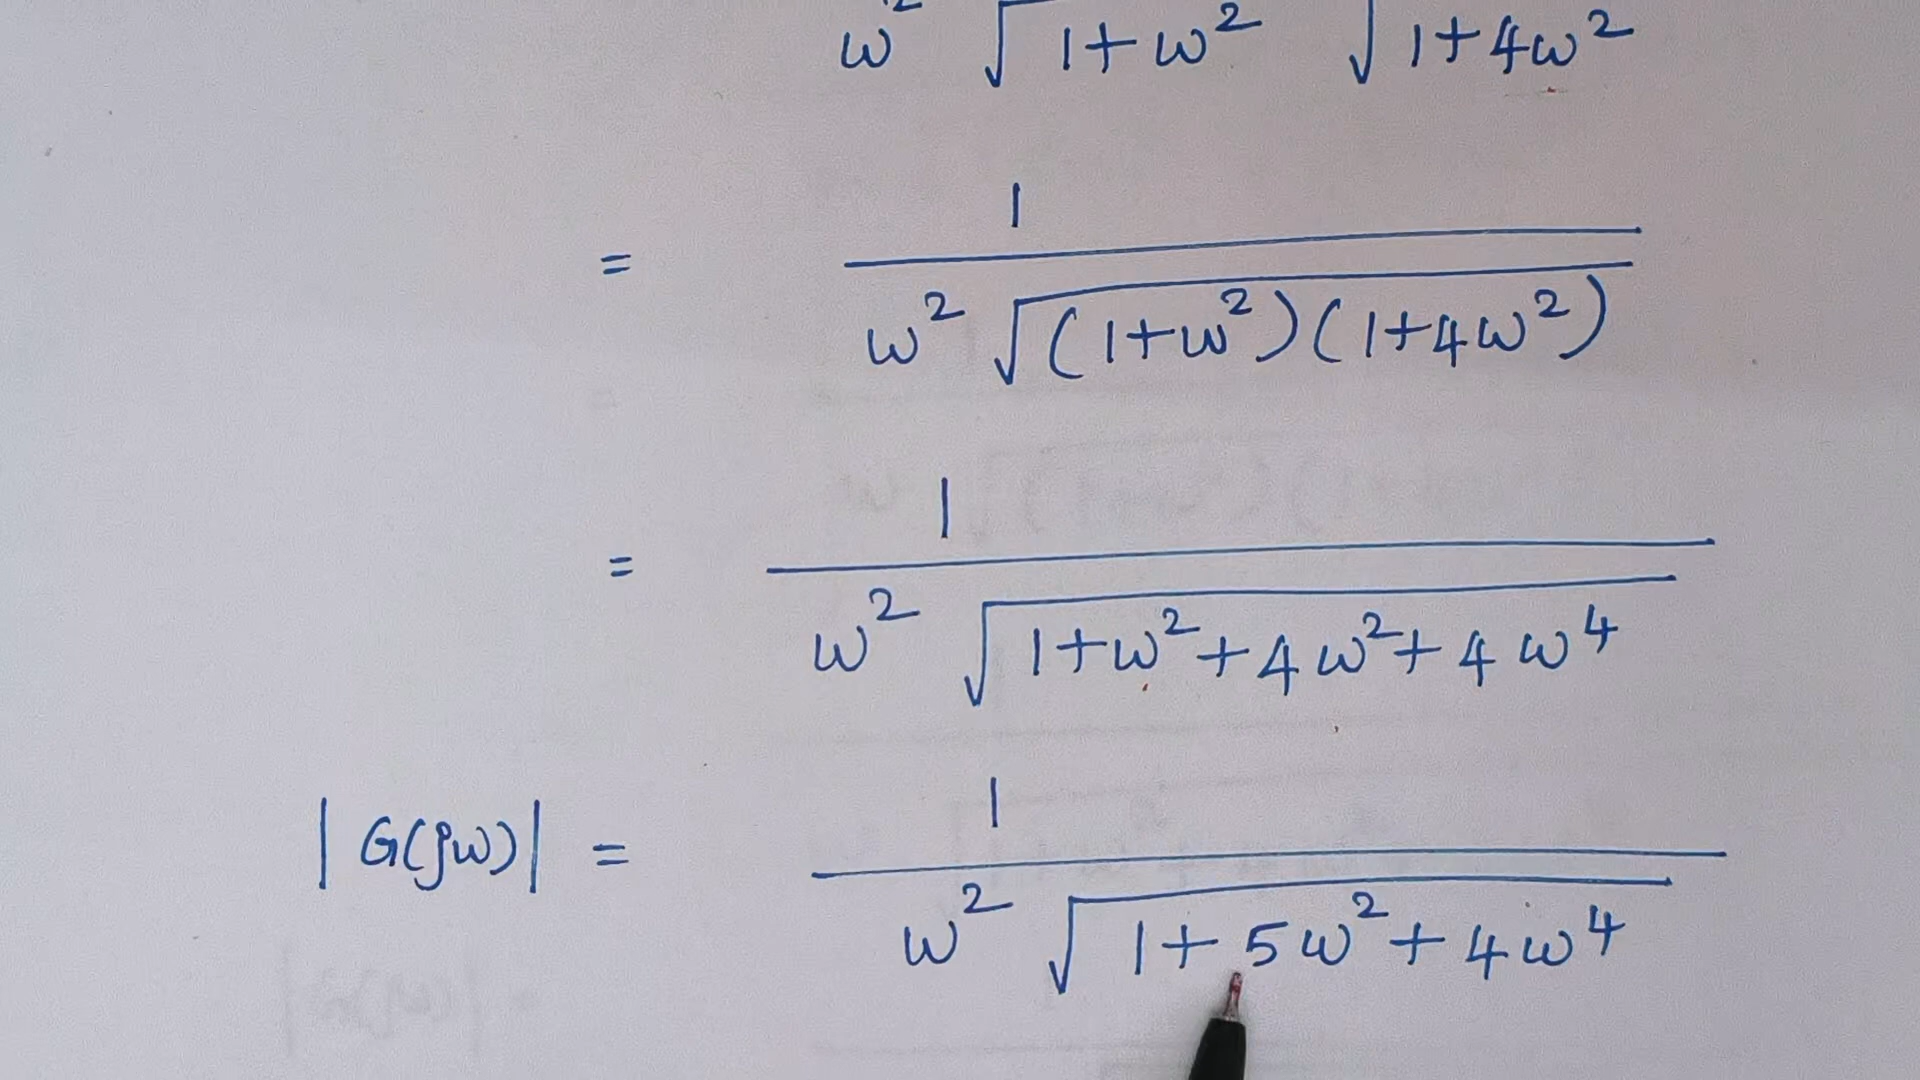 ω² √1+ω² √1+4ω²
= 1 / ω² √(1+ω²)(1+4ω²)
= 1 / ω² √1+ω²+4ω²+4ω⁴
|G(jω)| = 1 / ω² √1+5ω²+4ω⁴